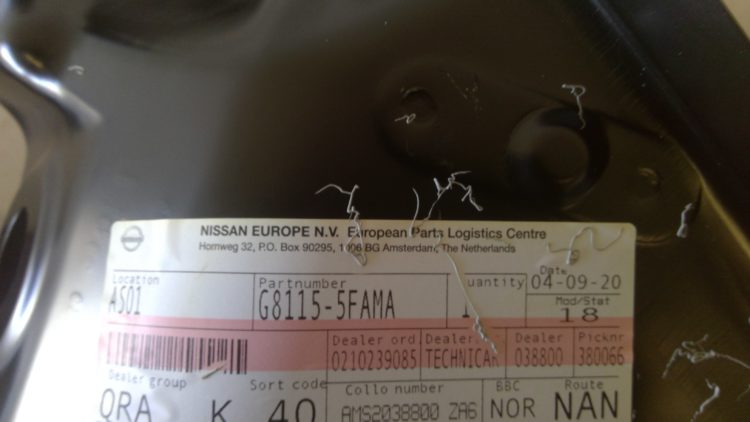 NISSAN EUROPE N.V. European Parts Logistics Centre
Hornweg 32, P.O. Box 90295, 1006 BG Amsterdam, The Netherlands
Location Partnumber Quantity Date
AS01 G8115-5FAMA 1 04-09-20
Mod/Stat
18
Dealer ord Dealer Dealer Picknr
0210239085 TECHNICAR 038800 380066
Dealer group Sort code Collo number BBC Route
QRA K 40 AMS2038800 ZA6 NOR NAN